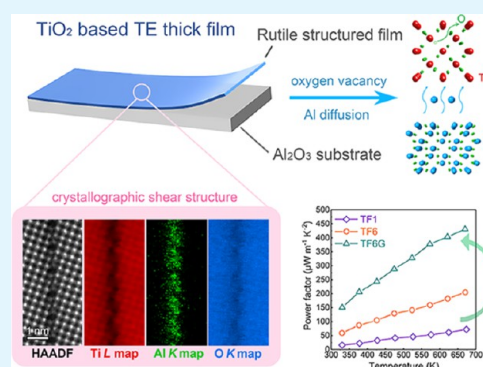 TiO₂ based TE thick film
Rutile structured film
oxygen vacancy
Al diffusion
O
T
Al₂O₃ substrate
crystallographic shear structure
1 nm
HAADF
Ti L map
Al K map
O K map
Power factor (μW m⁻¹ K⁻²)
450
400
350
300
250
200
150
100
50
0
TF1
TF6
TF6G
300 350 400 450 500 550 600 650 700
Temperature (K)